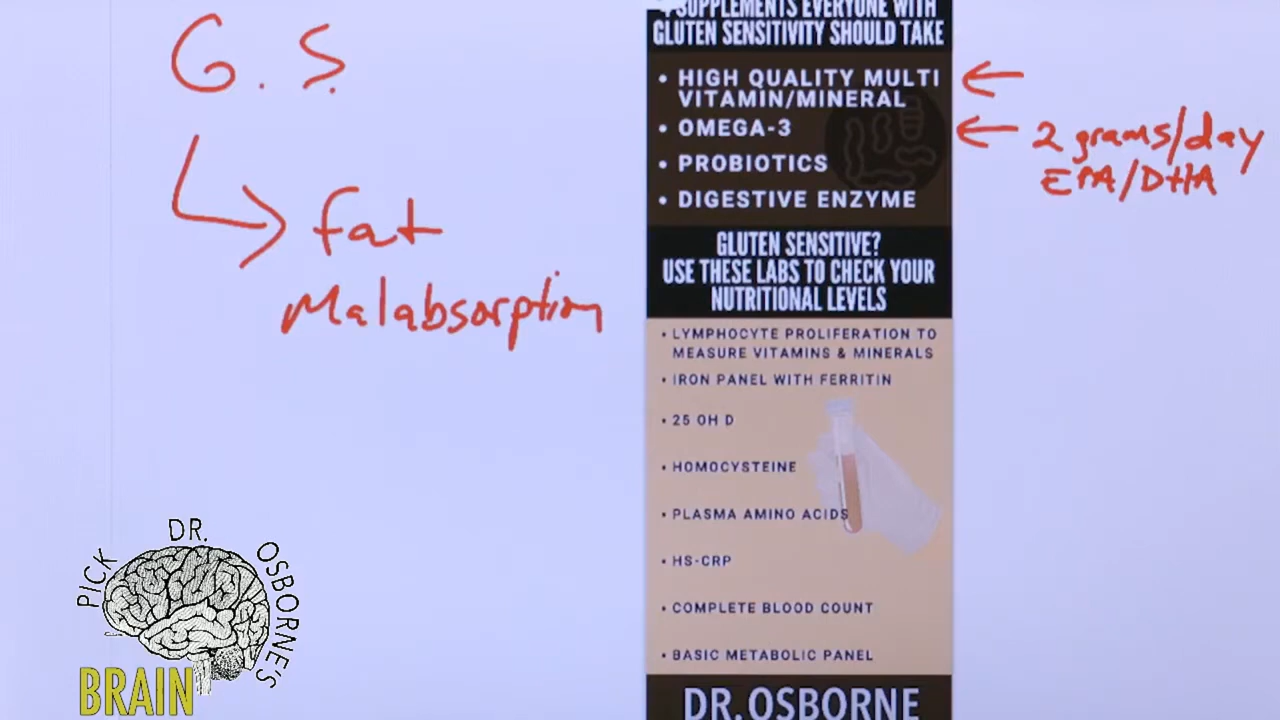 G. S.
fat
Malabsorption
4 SUPPLEMENTS EVERYONE WITH
GLUTEN SENSITIVITY SHOULD TAKE
• HIGH QUALITY MULTI
VITAMIN/MINERAL
• OMEGA-3
• PROBIOTICS
• DIGESTIVE ENZYME
2 grams/day
EPA/DHA
GLUTEN SENSITIVE?
USE THESE LABS TO CHECK YOUR
NUTRITIONAL LEVELS
• LYMPHOCYTE PROLIFERATION TO
MEASURE VITAMINS & MINERALS
• IRON PANEL WITH FERRITIN
• 25 OH D
• HOMOCYSTEINE
• PLASMA AMINO ACIDS
• HS-CRP
• COMPLETE BLOOD COUNT
• BASIC METABOLIC PANEL
DR. OSBORNE
PICK DR. OSBORNE'S
BRAIN